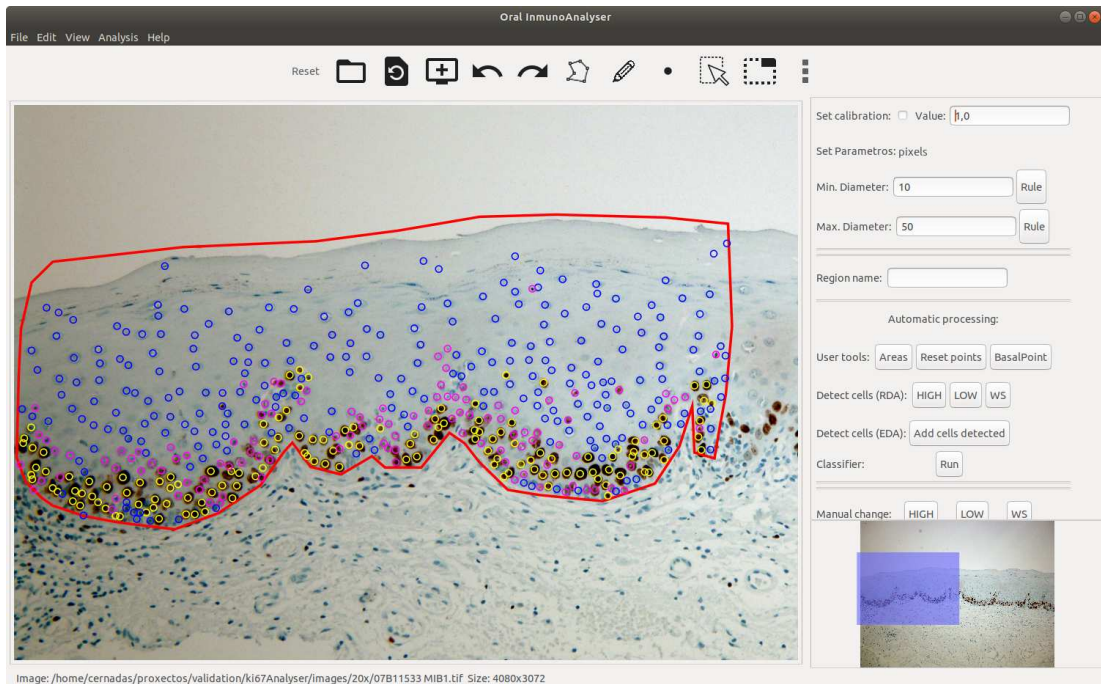 Oral InmunoAnalyser
File Edit View Analysis Help
Reset
Set calibration: Value: 1,0
Set Parametros: pixels
Min. Diameter: 10 Rule
Max. Diameter: 50 Rule
Region name:
Automatic processing:
User tools: Areas Reset points BasalPoint
Detect cells (RDA): HIGH LOW WS
Detect cells (EDA): Add cells detected
Classifier: Run
Manual change: HIGH LOW WS
Image: /home/cernadas/proxectos/validation/ki67Analyser/images/20x/07B11533 MIB1.tif Size: 4080x3072